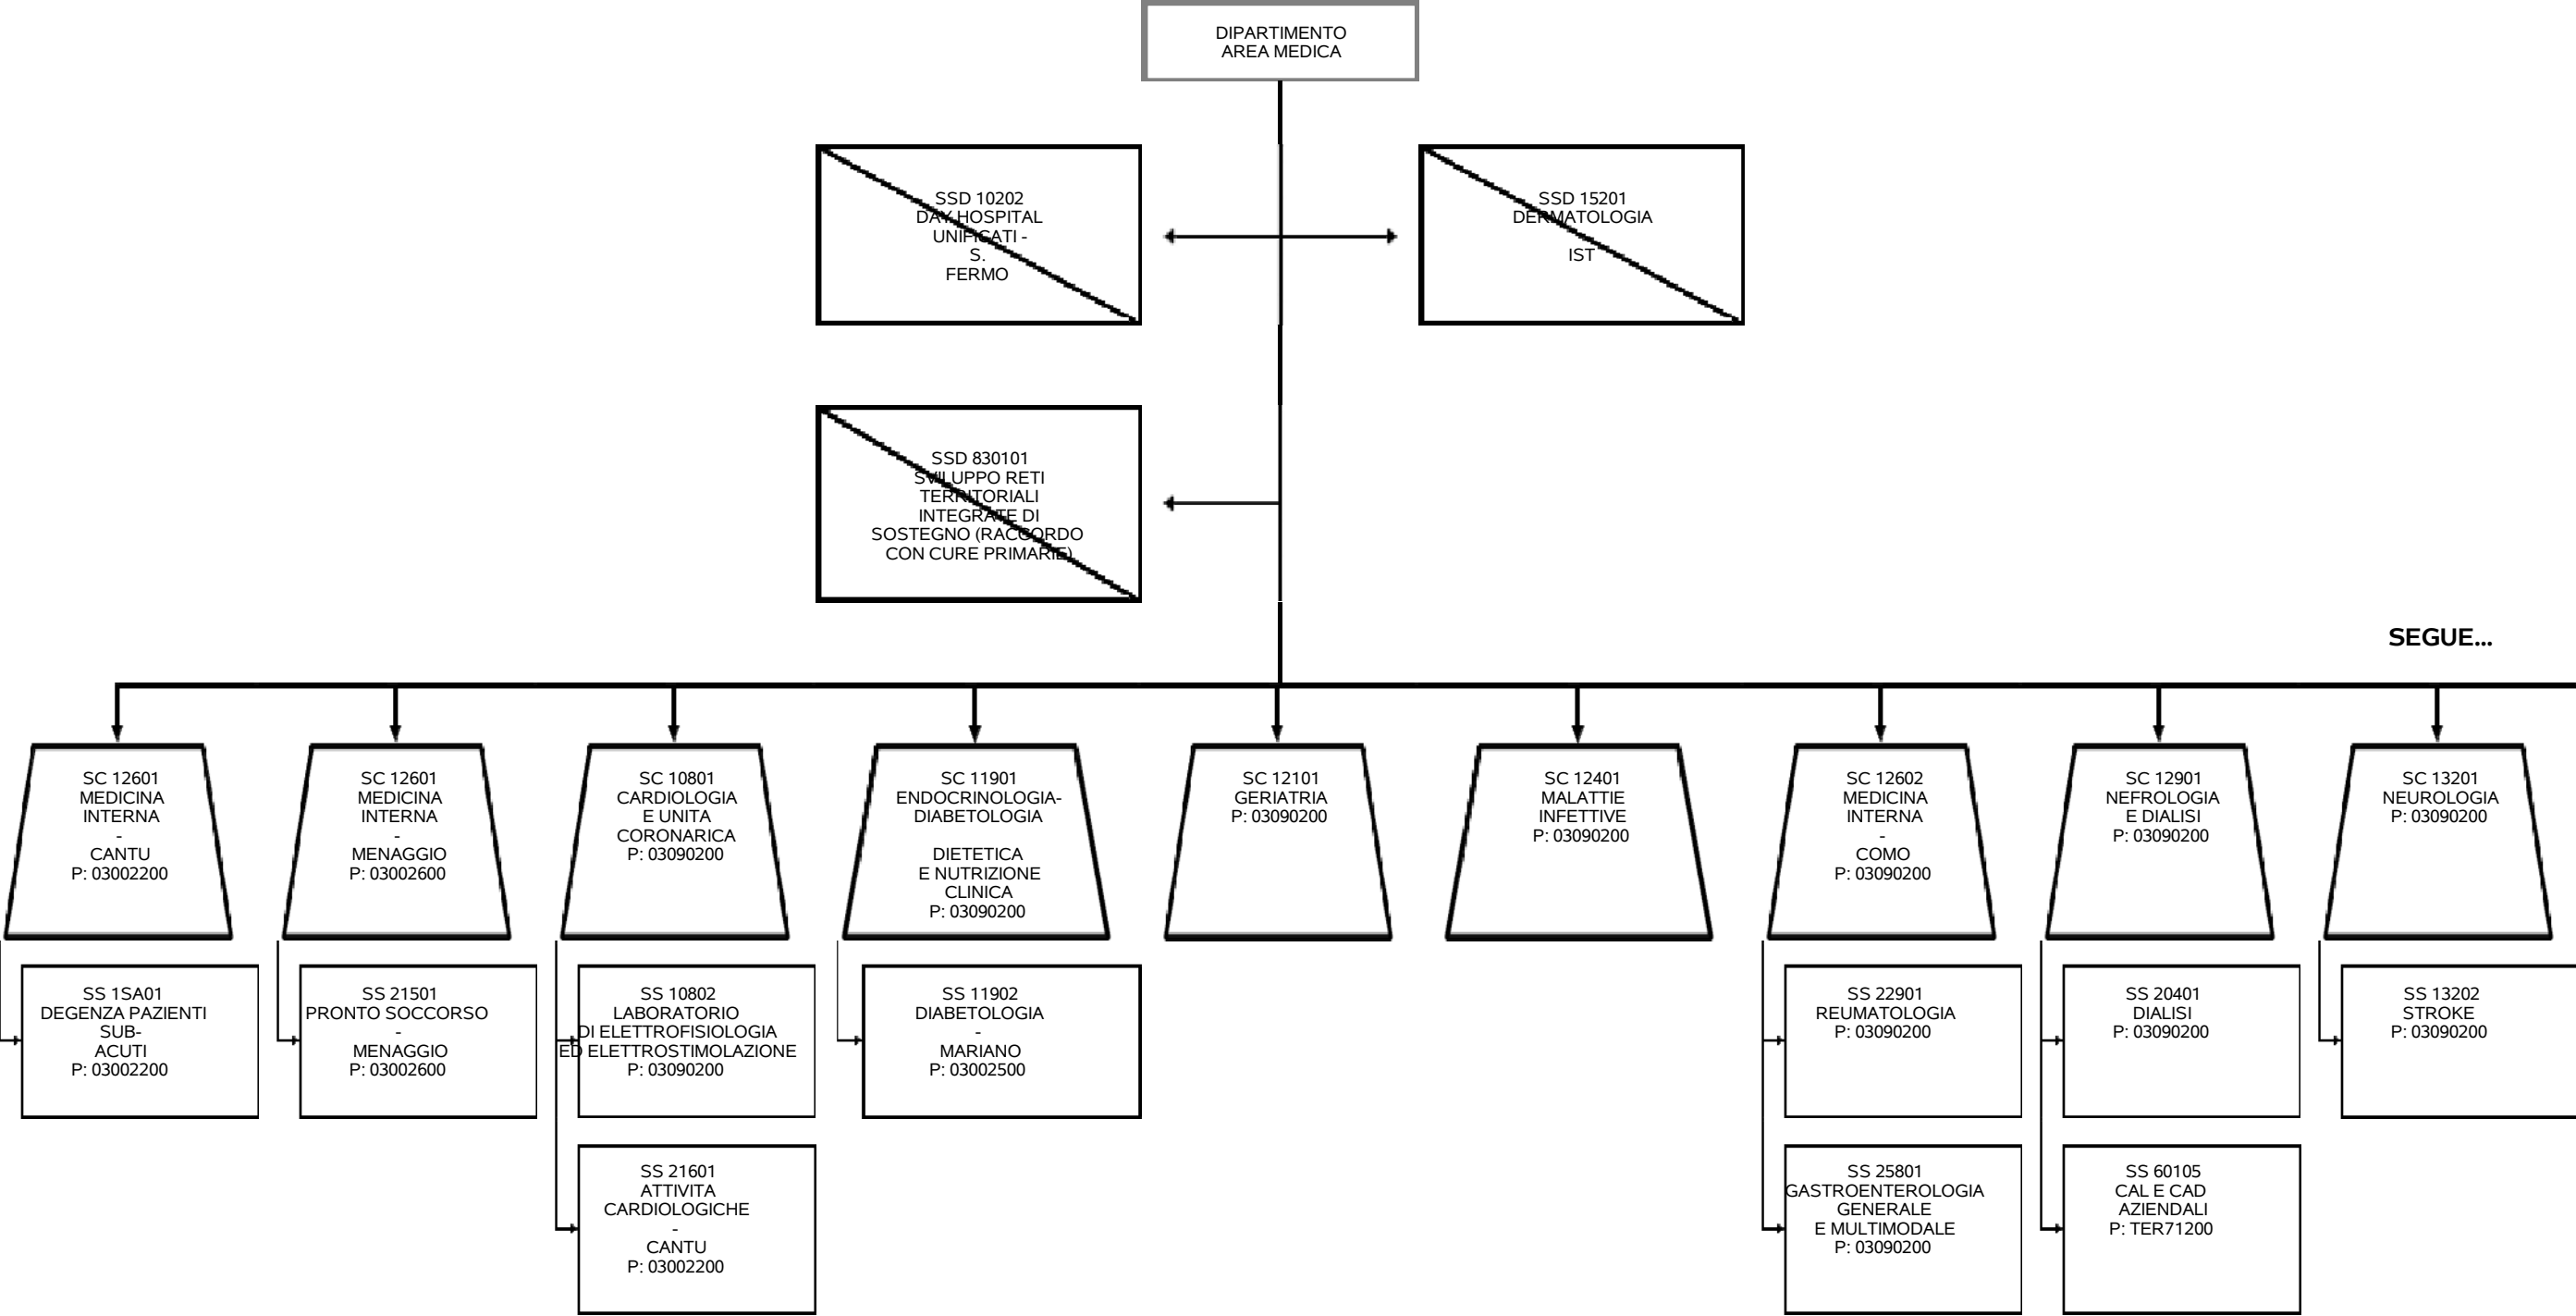 DIPARTIMENTO
AREA MEDICA
SSD 10202
DAY HOSPITAL
UNIFICATI -
S.
FERMO
SSD 15201
DERMATOLOGIA
IST
SSD 830101
SVILUPPO RETI
TERRITORIALI
INTEGRATE DI
SOSTEGNO (RACCORDO
CON CURE PRIMARIE)
SEGUE...
SC 12601
MEDICINA
INTERNA
-
CANTU
P: 03002200
SC 12601
MEDICINA
INTERNA
-
MENAGGIO
P: 03002600
SC 10801
CARDIOLOGIA
E UNITA
CORONARICA
P: 03090200
SC 11901
ENDOCRINOLOGIA-
DIABETOLOGIA
DIETETICA
E NUTRIZIONE
CLINICA
P: 03090200
SC 12101
GERIATRIA
P: 03090200
SC 12401
MALATTIE
INFETTIVE
P: 03090200
SC 12602
MEDICINA
INTERNA
-
COMO
P: 03090200
SC 12901
NEFROLOGIA
E DIALISI
P: 03090200
SC 13201
NEUROLOGIA
P: 03090200
SS 1SA01
DEGENZA PAZIENTI
SUB-
ACUTI
P: 03002200
SS 21501
PRONTO SOCCORSO
-
MENAGGIO
P: 03002600
SS 10802
LABORATORIO
DI ELETTROFISIOLOGIA
ED ELETTROSTIMOLAZIONE
P: 03090200
SS 11902
DIABETOLOGIA
-
MARIANO
P: 03002500
SS 22901
REUMATOLOGIA
P: 03090200
SS 20401
DIALISI
P: 03090200
SS 13202
STROKE
P: 03090200
SS 21601
ATTIVITA
CARDIOLOGICHE
-
CANTU
P: 03002200
SS 25801
GASTROENTEROLOGIA
GENERALE
E MULTIMODALE
P: 03090200
SS 60105
CAL E CAD
AZIENDALI
P: TER71200